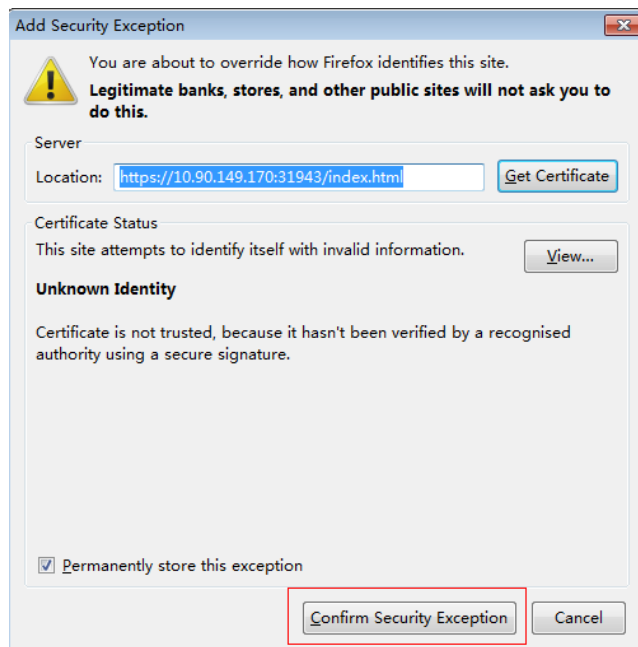 Add Security Exception
You are about to override how Firefox identifies this site.
Legitimate banks, stores, and other public sites will not ask you to
do this.
Server
Location: https://10.90.149.170:31943/index.html Get Certificate
Certificate Status
This site attempts to identify itself with invalid information. View...
Unknown Identity
Certificate is not trusted, because it hasn't been verified by a recognised
authority using a secure signature.
Permanently store this exception
Confirm Security Exception Cancel